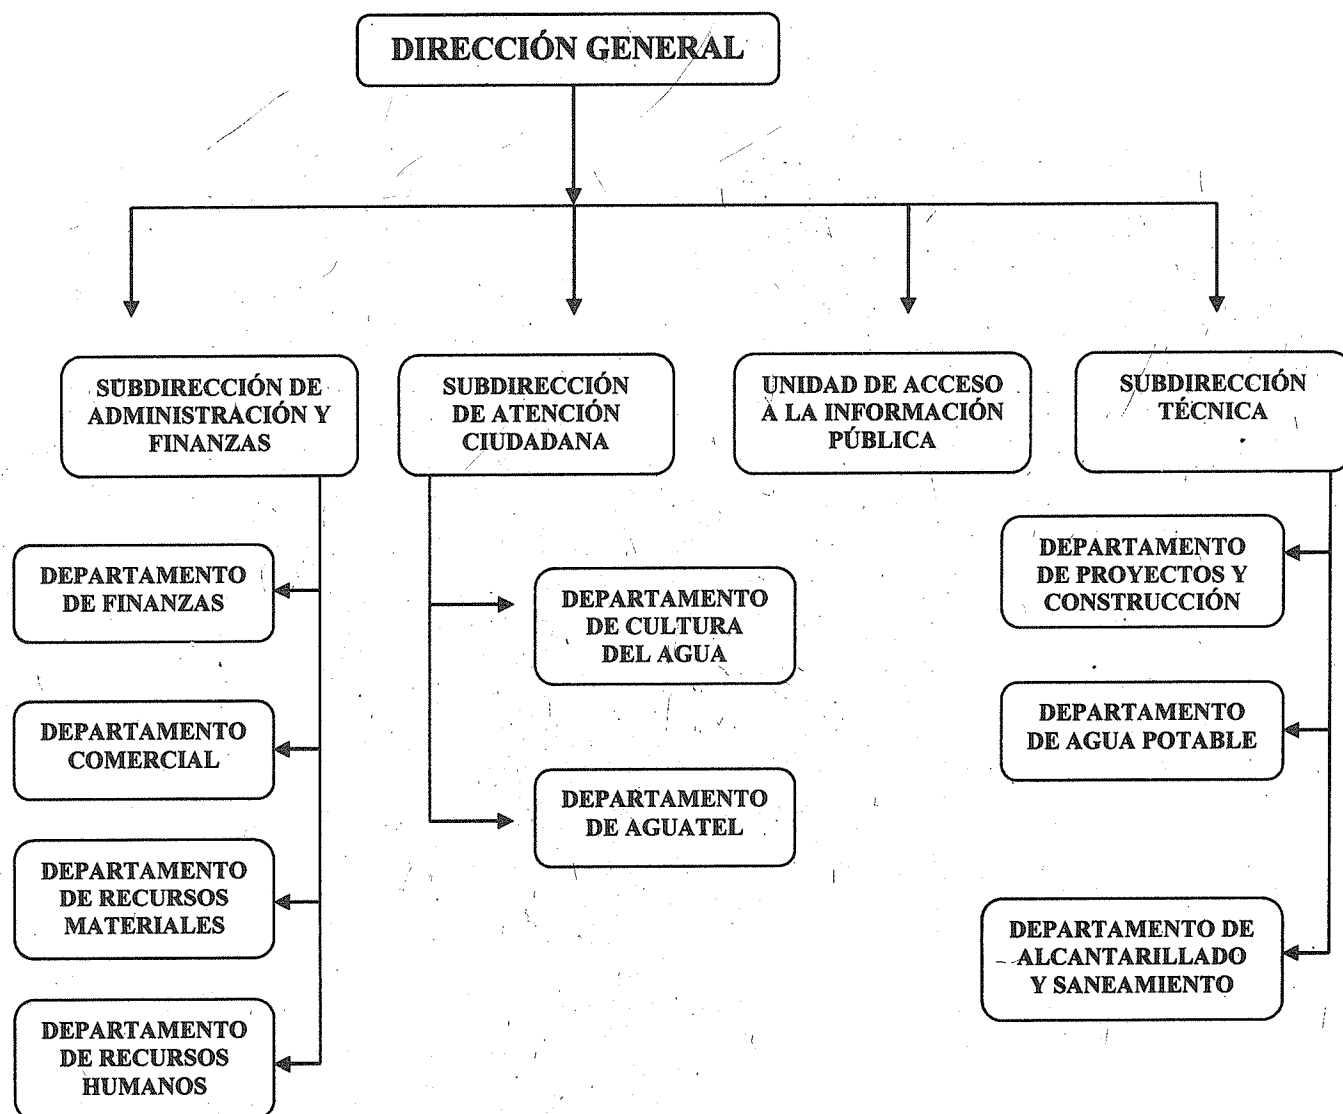 DIRECCIÓN GENERAL
SUBDIRECCIÓN DE
ADMINISTRACIÓN Y
FINANZAS
SUBDIRECCIÓN
DE ATENCIÓN
CIUDADANA
UNIDAD DE ACCESO
A LA INFORMACIÓN
PÚBLICA
SUBDIRECCIÓN
TÉCNICA
DEPARTAMENTO
DE FINANZAS
DEPARTAMENTO
COMERCIAL
DEPARTAMENTO
DE RECURSOS
MATERIALES
DEPARTAMENTO
DE RECURSOS
HUMANOS
DEPARTAMENTO
DE CULTURA
DEL AGUA
DEPARTAMENTO
DE AGUATEL
DEPARTAMENTO
DE PROYECTOS Y
CONSTRUCCIÓN
DEPARTAMENTO
DE AGUA POTABLE
DEPARTAMENTO DE
ALCANTARILLADO
Y SANEAMIENTO